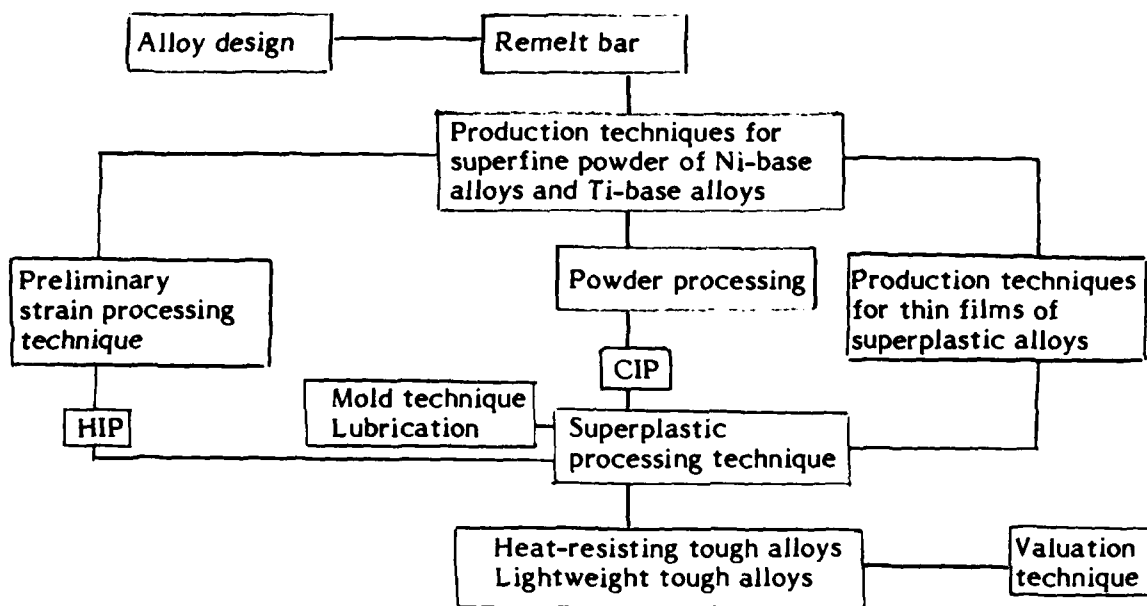 Alloy design
Remelt bar
Production techniques for
superfine powder of Ni-base
alloys and Ti-base alloys
Preliminary
strain processing
technique
Powder processing
Production techniques
for thin films of
superplastic alloys
CIP
HIP
Mold technique
Lubrication
Superplastic
processing technique
Heat-resisting tough alloys
Lightweight tough alloys
Valuation
technique